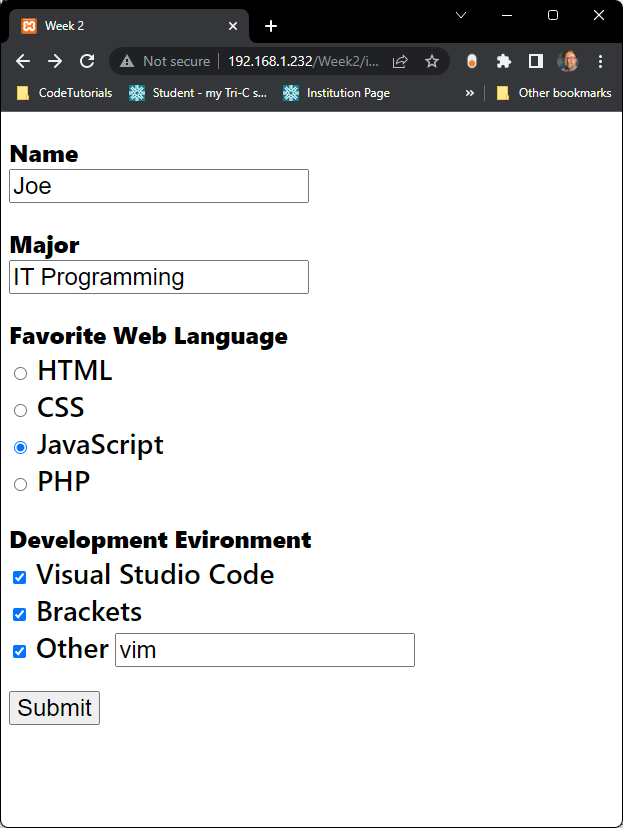 Week 2
Not secure 192.168.1.232/Week2/i...
CodeTutorials Student - my Tri-C s... Institution Page » Other bookmarks
Name
Joe
Major
IT Programming
Favorite Web Language
HTML
CSS
JavaScript
PHP
Development Evironment
Visual Studio Code
Brackets
Other vim
Submit